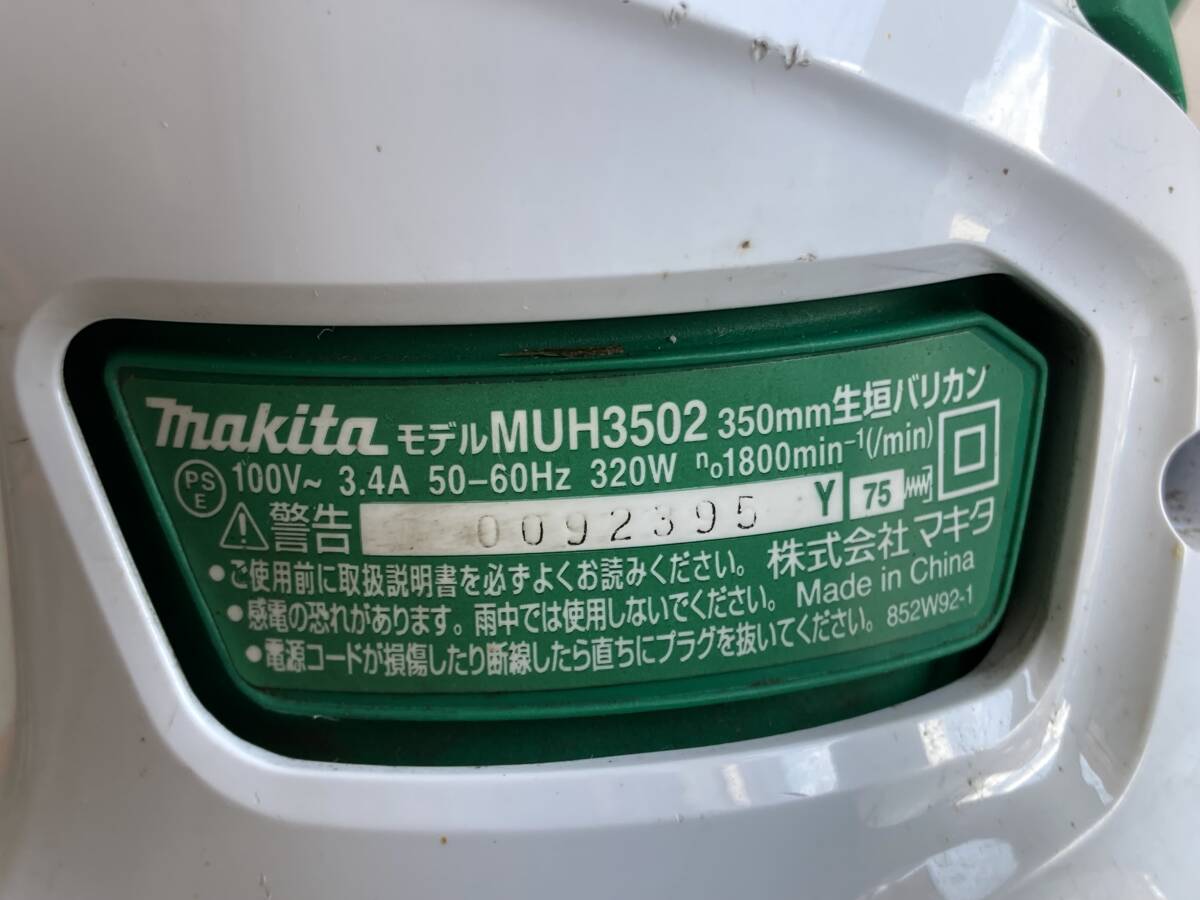 makita モデルMUH3502 350mm生垣バリカン
PSE 100V~ 3.4A 50-60Hz 320W n₀1800min⁻¹(/min)
警告 0092395 Y 75
●ご使用前に取扱説明書を必ずよくお読みください。 株式会社マキタ
●感電の恐れがあります。雨中では使用しないでください。 Made in China
●電源コードが損傷したり断線したら直ちにプラグを抜いてください。 852W92-1